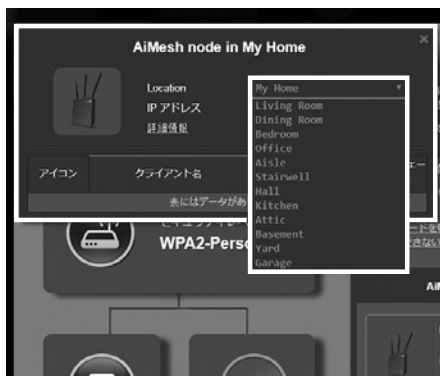 AiMesh node in My Home
×
Location
My Home
IP アドレス
詳細情報
Living Room
Dining Room
Bedroom
Office
Aisle
Stairwell
Hall
Kitchen
Attic
Basement
Yard
Garage
アイコン
クライアント名
表にはデータがあ
WPA2-Perso